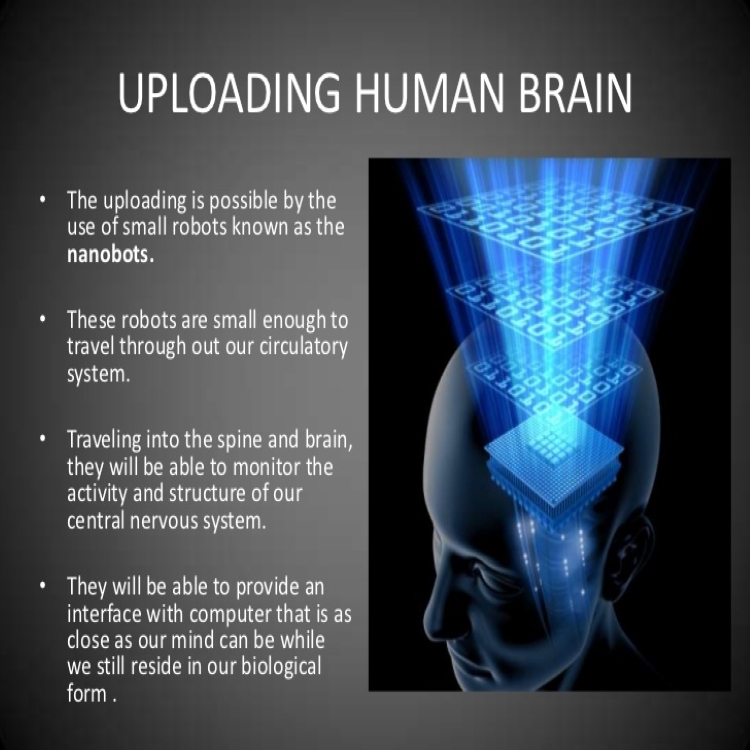 UPLOADING HUMAN BRAIN
• The uploading is possible by the
use of small robots known as the
nanobots.
• These robots are small enough to
travel through out our circulatory
system.
• Traveling into the spine and brain,
they will be able to monitor the
activity and structure of our
central nervous system.
• They will be able to provide an
interface with computer that is as
close as our mind can be while
we still reside in our biological
form .